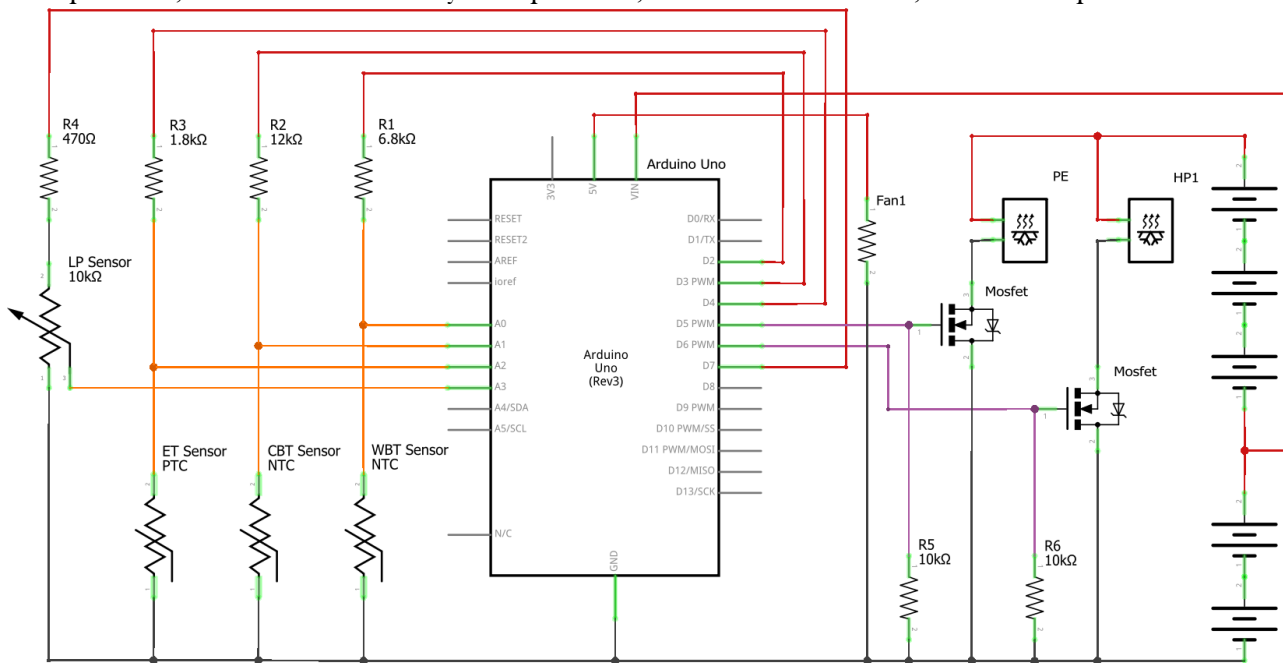 R4
470Ω
R3
1.8kΩ
R2
12kΩ
R1
6.8kΩ
Arduino Uno
3V3
5V
VIN
PE
HP1
Fan1
LP Sensor
10kΩ
RESET
RESET2
AREF
ioref
A0
A1
A2
A3
A4/SDA
A5/SCL
N/C
Arduino
Uno
(Rev3)
D0/RX
D1/TX
D2
D3 PWM
D4
D5 PWM
D6 PWM
D7
D8
D9 PWM
D10 PWM/SS
D11 PWM/MOSI
D12/MISO
D13/SCK
GND
Mosfet
Mosfet
ET Sensor
PTC
CBT Sensor
NTC
WBT Sensor
NTC
R5
10kΩ
R6
10kΩ